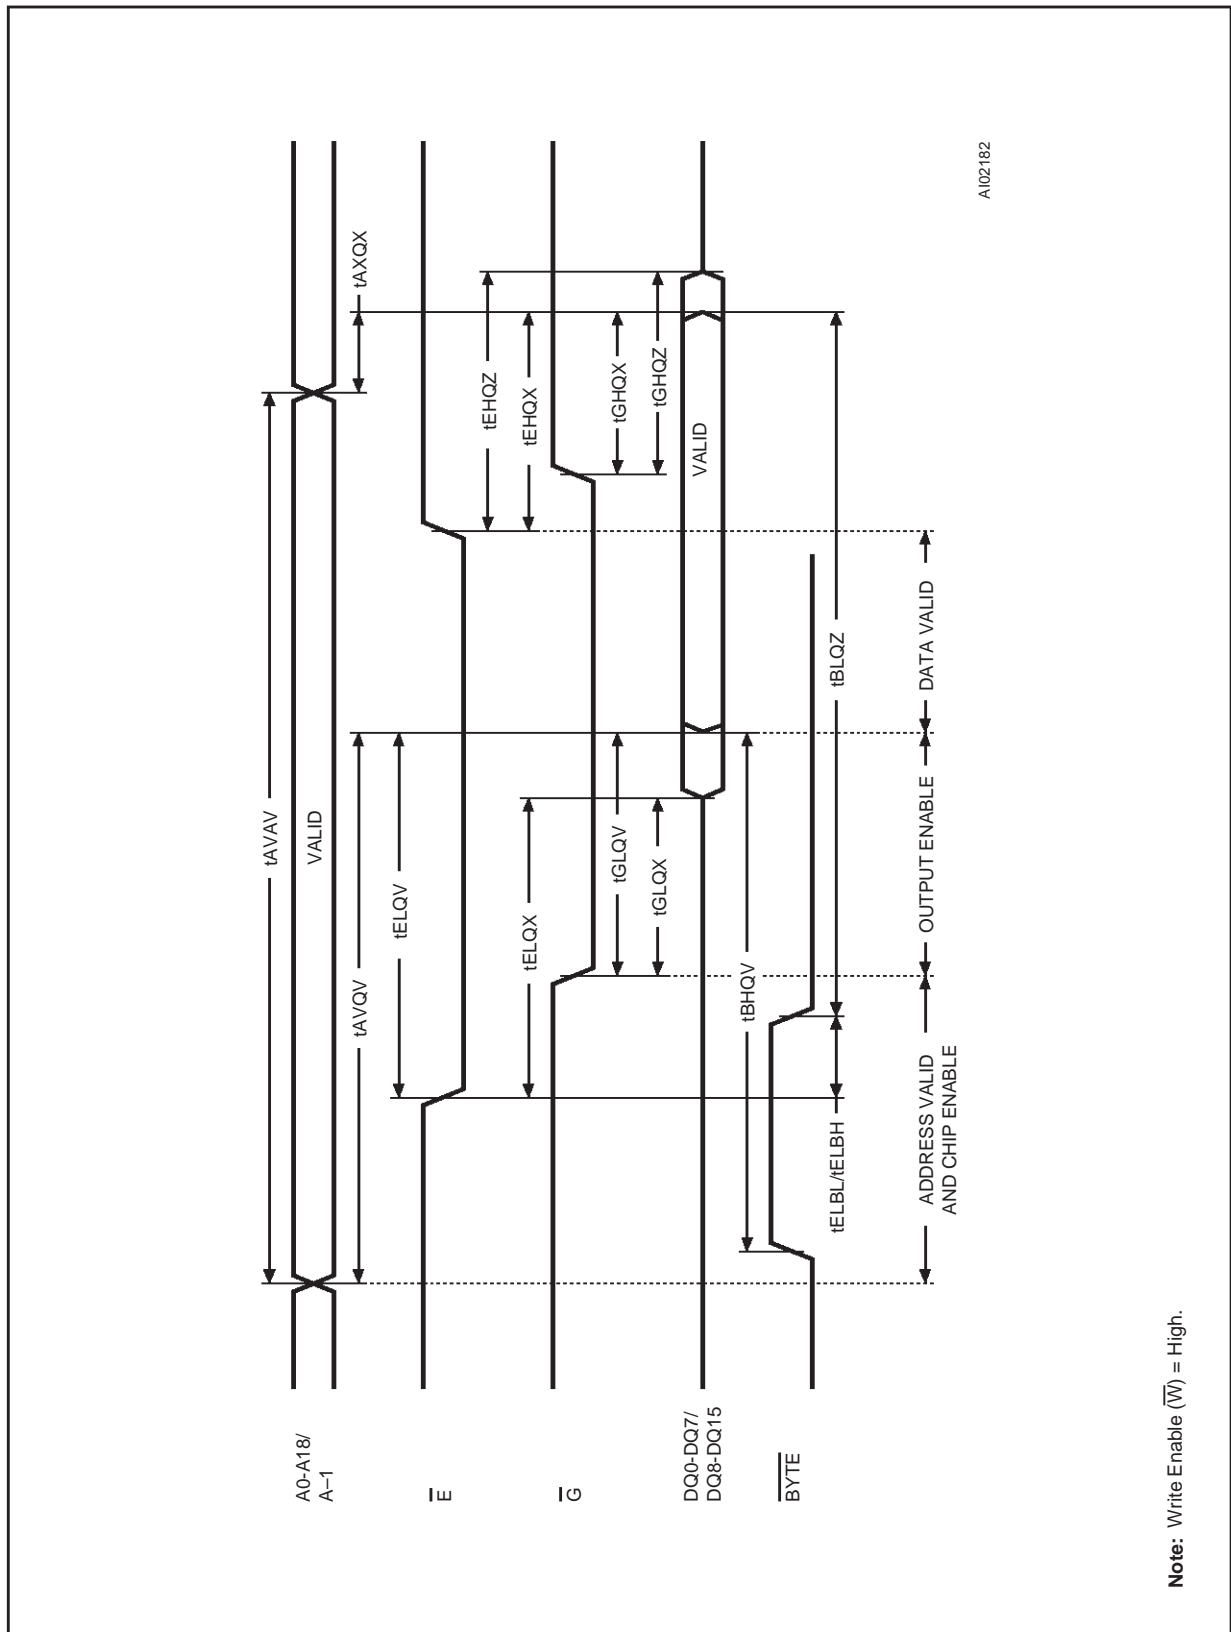 tAVAV
A0-A18/
A–1
VALID
tAVQV
tAXQX
tELQV
E
tEHQZ
tELQX
tEHQX
G
tGLQV
tGHQX
tGLQX
tGHQZ
DQ0-DQ7/
DQ8-DQ15
VALID
tBHQV
BYTE
tELBL/tELBH
tBLQZ
ADDRESS VALID
AND CHIP ENABLE
OUTPUT ENABLE
DATA VALID
AI02182
Note: Write Enable (W) = High.